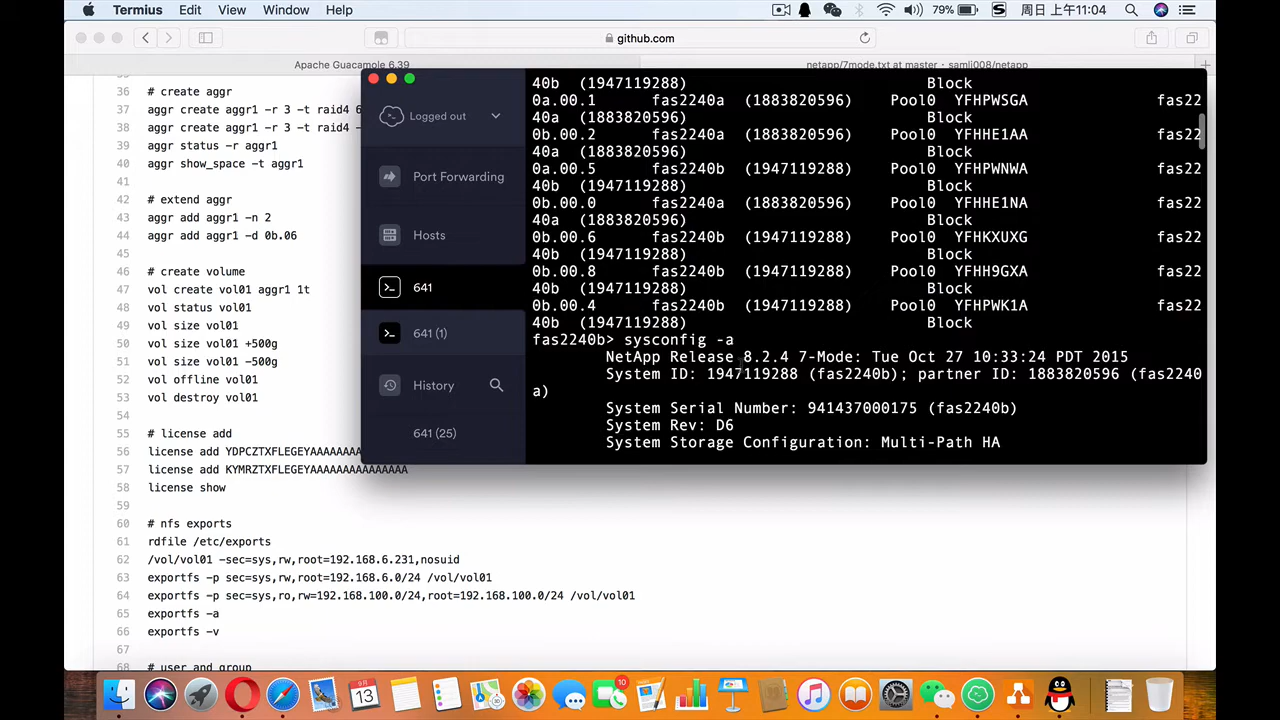 Termius Edit View Window Help 79% 周日 上午11:04
github.com
Apache Guacamole 6.39 netapp/7mode.txt at master · samli008/netapp
36 # create aggr
37 aggr create aggr1 -r 3 -t raid4 6
38 aggr create aggr1 -r 3 -t raid4 -
39 aggr status -r aggr1
40 aggr show_space -t aggr1
41
42 # extend aggr
43 aggr add aggr1 -n 2
44 aggr add aggr1 -d 0b.06
45
46 # create volume
47 vol create vol01 aggr1 1t
48 vol status vol01
49 vol size vol01
50 vol size vol01 +500g
51 vol size vol01 -500g
52 vol offline vol01
53 vol destroy vol01
54
55 # license add
56 license add YDPCZTXFLEGEYAAAAAAAA
57 license add KYMRZTXFLEGEYAAAAAAAAAAAAAAA
58 license show
59
60 # nfs exports
61 rdfile /etc/exports
62 /vol/vol01 -sec=sys,rw,root=192.168.6.231,nosuid
63 exportfs -p sec=sys,rw,root=192.168.6.0/24 /vol/vol01
64 exportfs -p sec=sys,ro,rw=192.168.100.0/24,root=192.168.100.0/24 /vol/vol01
65 exportfs -a
66 exportfs -v
67
68 # user and group
Logged out
Port Forwarding
Hosts
641
641 (1)
History
641 (25)
40b (1947119288) Block
0a.00.1 fas2240a (1883820596) Pool0 YFHPWSGA fas22
40a (1883820596) Block
0b.00.2 fas2240a (1883820596) Pool0 YFHHE1AA fas22
40a (1883820596) Block
0a.00.5 fas2240b (1947119288) Pool0 YFHPWNWA fas22
40b (1947119288) Block
0b.00.0 fas2240a (1883820596) Pool0 YFHHE1NA fas22
40a (1883820596) Block
0b.00.6 fas2240b (1947119288) Pool0 YFHKXUXG fas22
40b (1947119288) Block
0b.00.8 fas2240b (1947119288) Pool0 YFHH9GXA fas22
40b (1947119288) Block
0b.00.4 fas2240b (1947119288) Pool0 YFHPWK1A fas22
40b (1947119288) Block
fas2240b> sysconfig -a
NetApp Release 8.2.4 7-Mode: Tue Oct 27 10:33:24 PDT 2015
System ID: 1947119288 (fas2240b); partner ID: 1883820596 (fas2240
a)
System Serial Number: 941437000175 (fas2240b)
System Rev: D6
System Storage Configuration: Multi-Path HA
9月
13
10